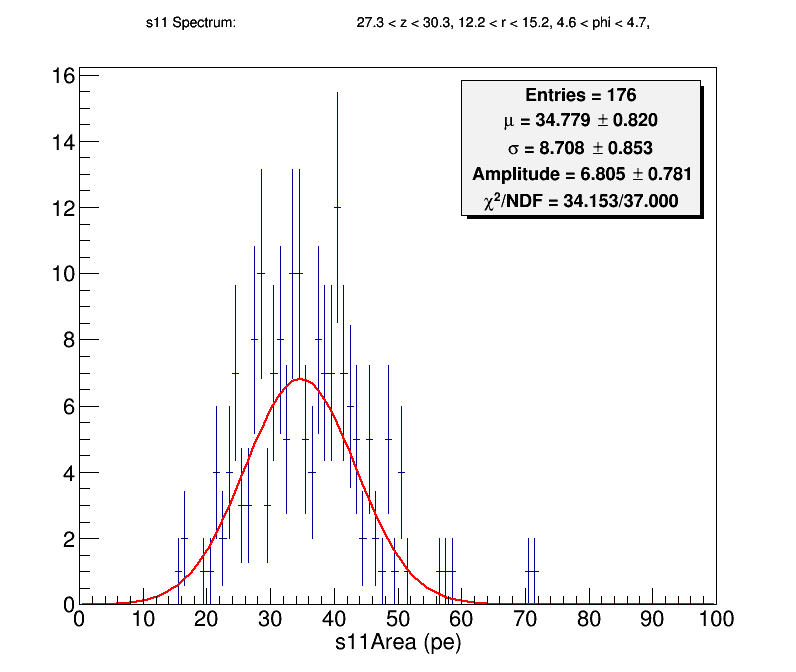 s11 Spectrum: 27.3 < z < 30.3, 12.2 < r < 15.2, 4.6 < phi < 4.7,
Entries = 176
μ = 34.779 ± 0.820
σ = 8.708 ± 0.853
Amplitude = 6.805 ± 0.781
χ²/NDF = 34.153/37.000
16
14
12
10
8
6
4
2
0
0 10 20 30 40 50 60 70 80 90 100
s11Area (pe)